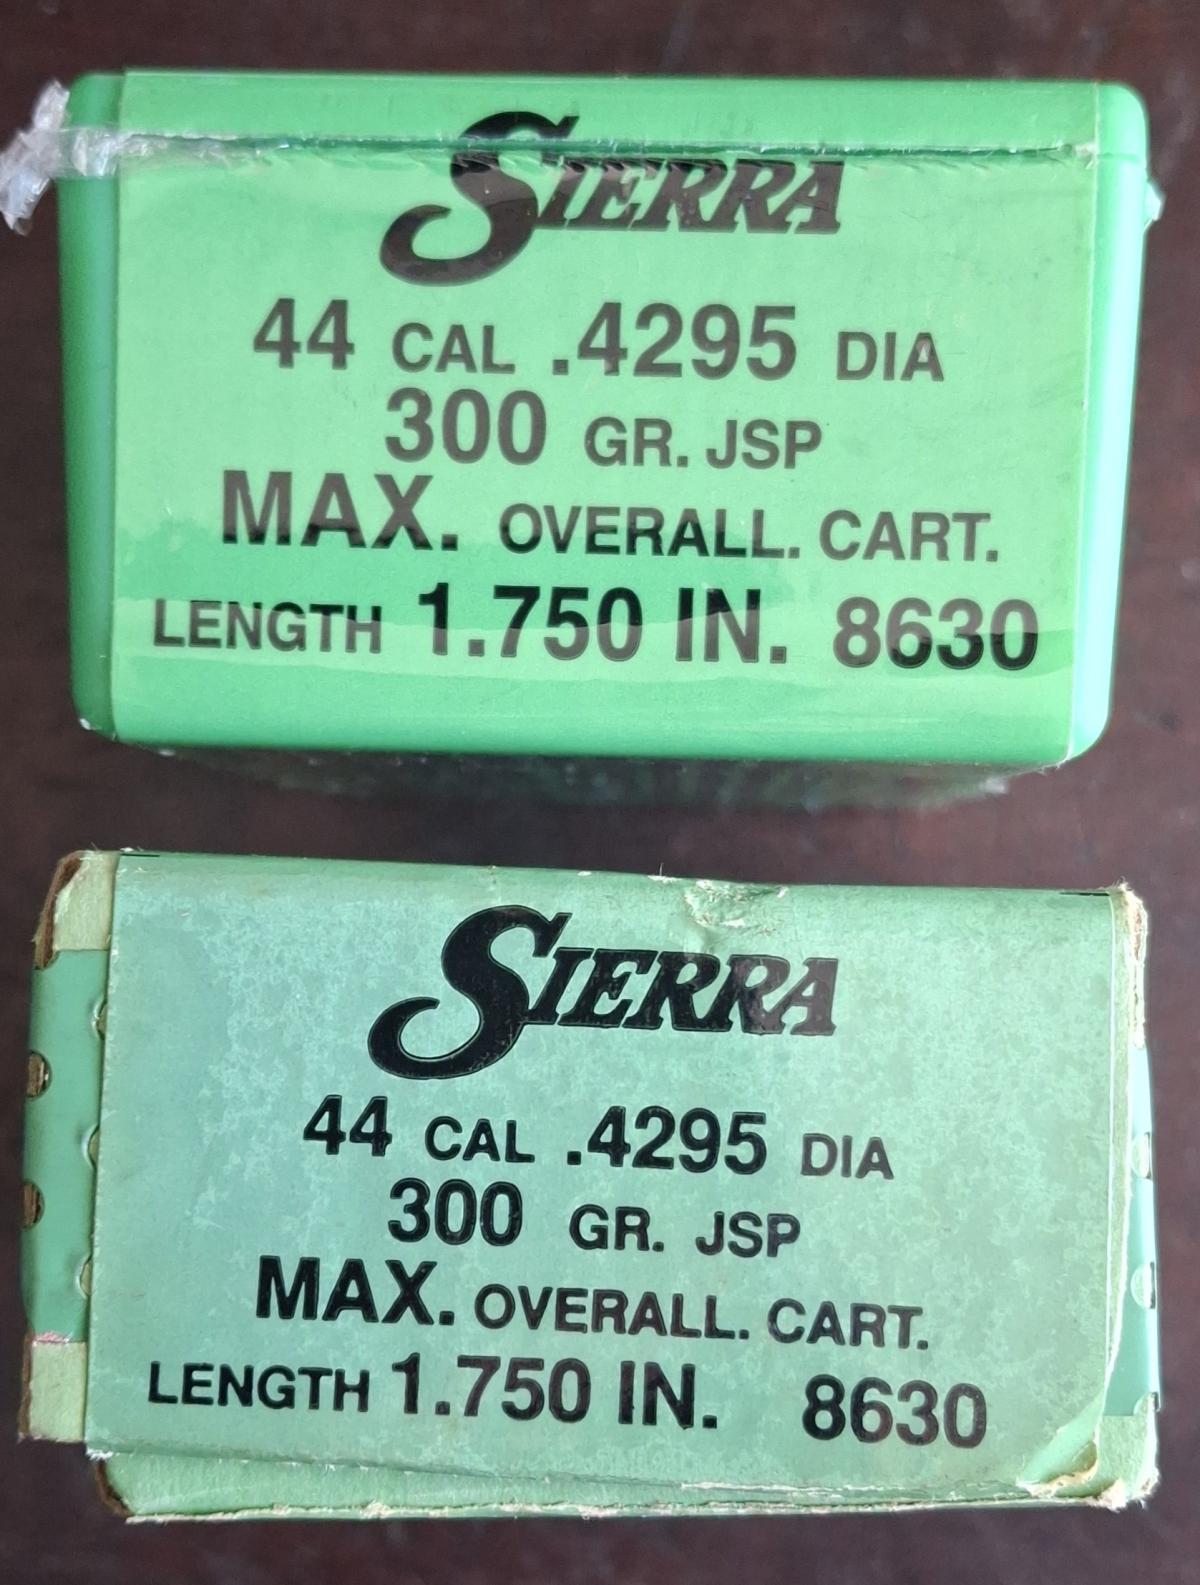 SIERRA
44 CAL .4295 DIA
300 GR. JSP
MAX. OVERALL. CART.
LENGTH 1.750 IN. 8630
SIERRA
44 CAL .4295 DIA
300 GR. JSP
MAX. OVERALL. CART.
LENGTH 1.750 IN. 8630